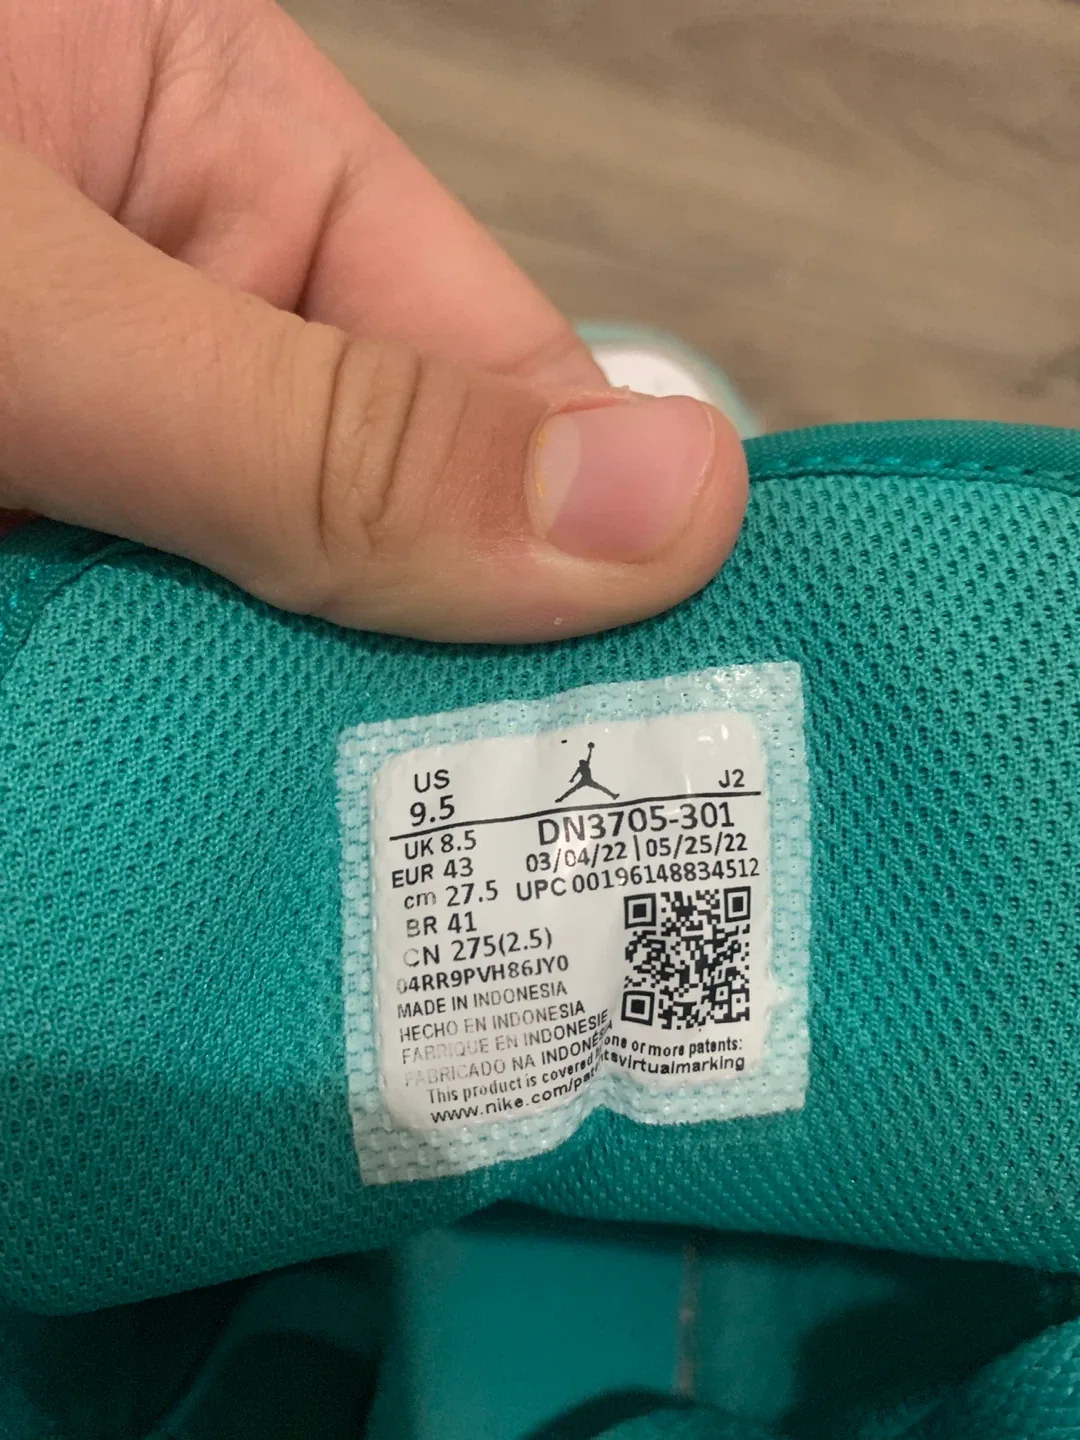 US
9.5
J2
UK 8.5
EUR 43
cm 27.5
BR 41
CN 275(2.5)
DN3705-301
03/04/22 | 05/25/22
UPC 00196148834512
04RR9PVH86JY0
MADE IN INDONESIA
HECHO EN INDONESIA
FABRIQUE EN INDONESIE
FABRICADO NA INDONÉSIA
This product is covered one or more patents:
www.nike.com/ virtualmarking